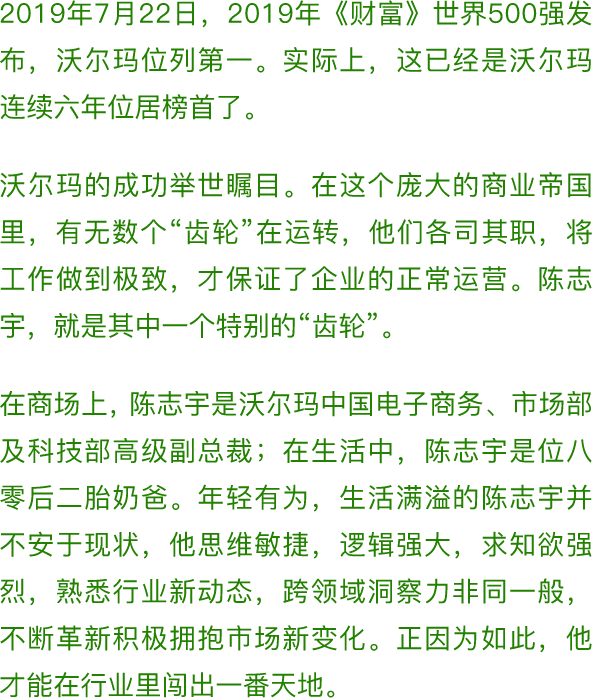 2019年7月22日，2019年《财富》世界500强发
布，沃尔玛位列第一。实际上，这已经是沃尔玛
连续六年位居榜首了。
沃尔玛的成功举世瞩目。在这个庞大的商业帝国
里，有无数个“齿轮”在运转，他们各司其职，将
工作做到极致，才保证了企业的正常运营。陈志
宇，就是其中一个特别的“齿轮”。
在商场上，陈志宇是沃尔玛中国电子商务、市场部
及科技部高级副总裁；在生活中，陈志宇是位八
零后二胎奶爸。年轻有为，生活满溢的陈志宇并
不安于现状，他思维敏捷，逻辑强大，求知欲强
烈，熟悉行业新动态，跨领域洞察力非同一般，
不断革新积极拥抱市场新变化。正因为如此，他
才能在行业里闯出一番天地。